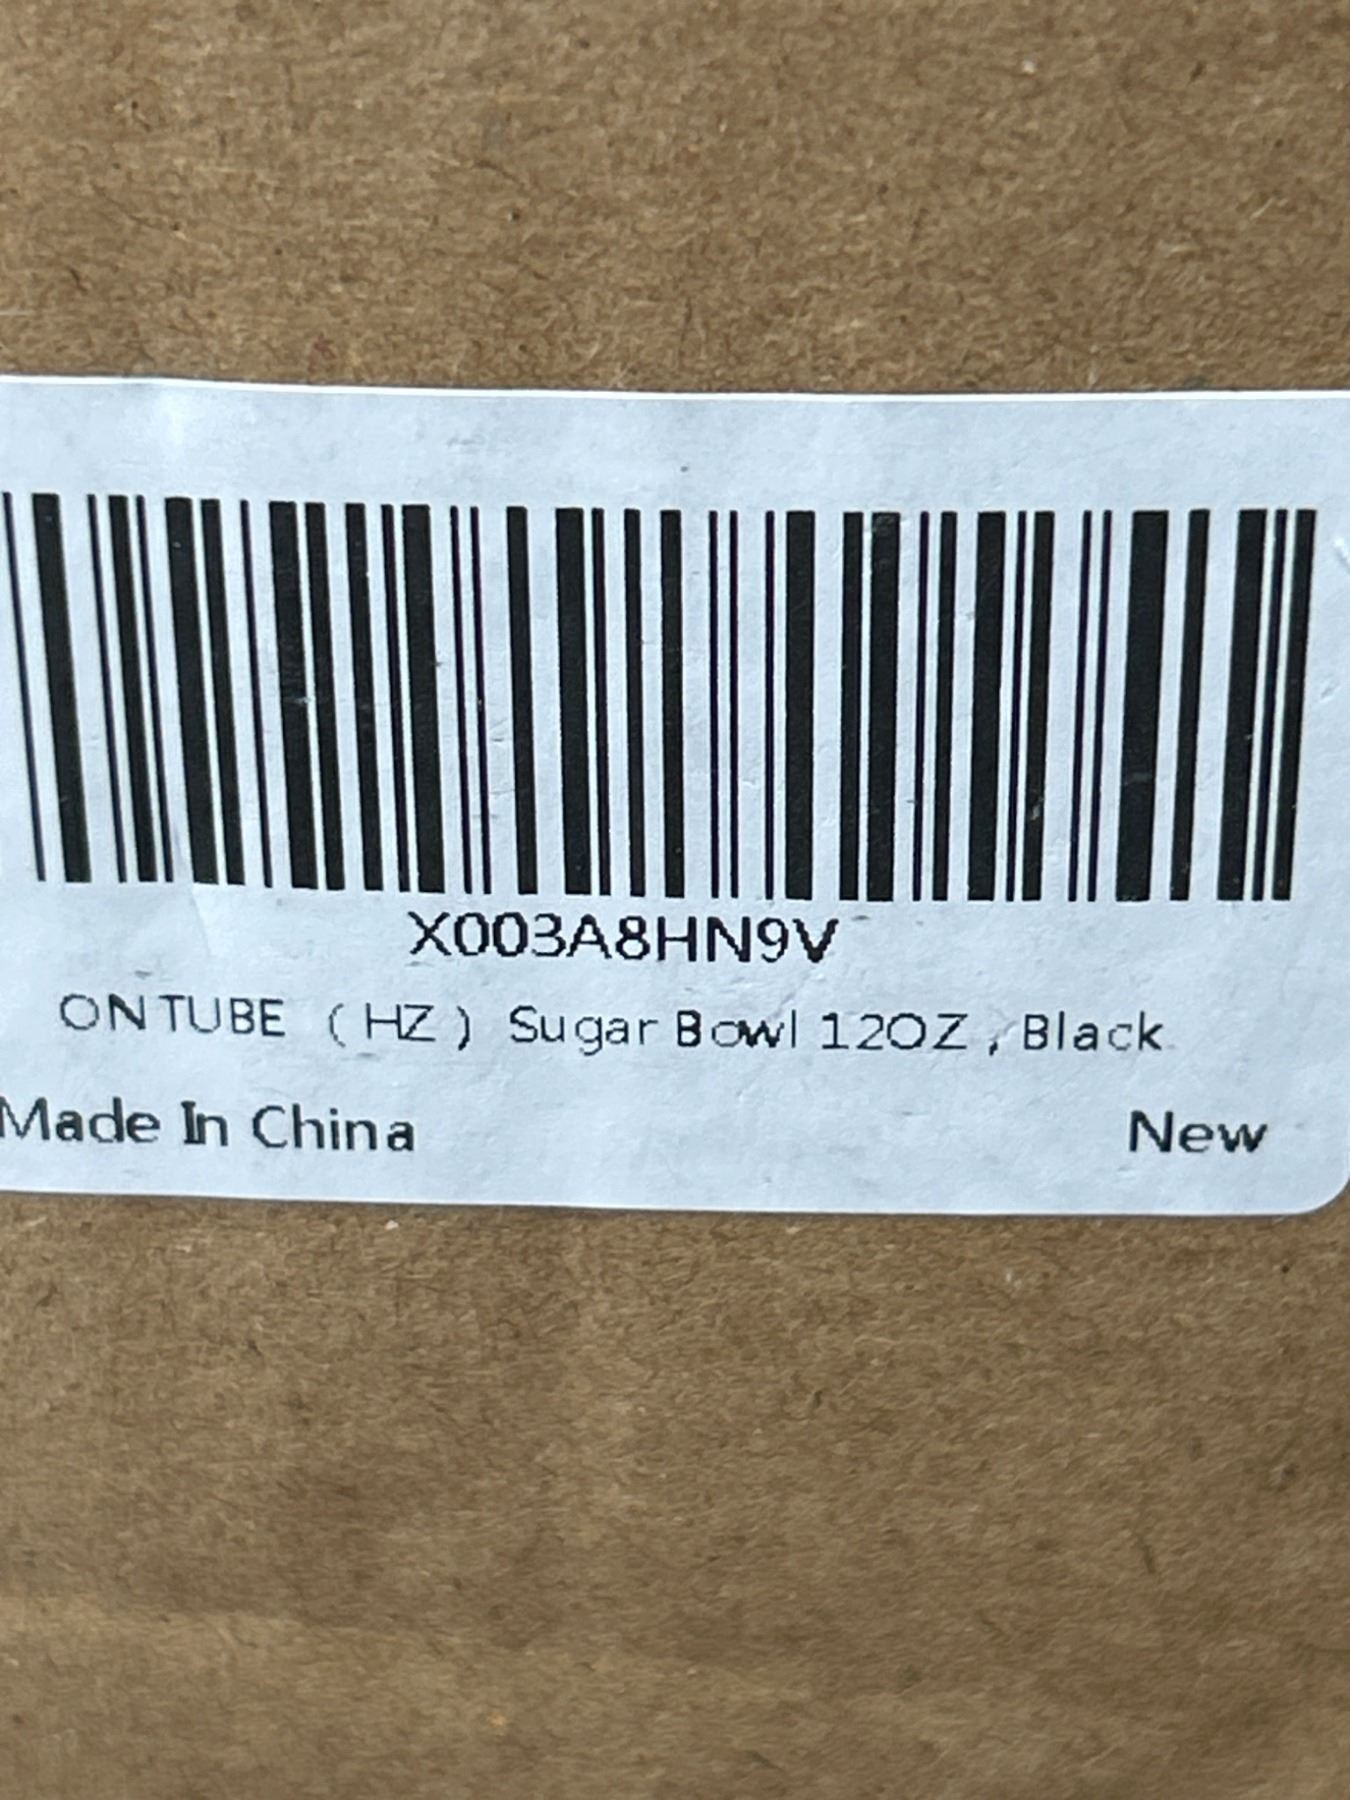 X003A8HN9V
ONTUBE （HZ） Sugar Bowl 12OZ , Black
Made In China
New